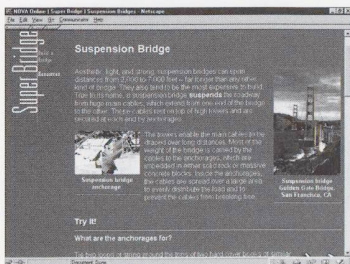 NOVA Online | Super Bridge | Suspension Bridges - Netscape
File Edit View Go Communicator Help
Super Bridge
Suspension Bridge
Aesthetic, light, and strong, suspension bridges can span
distances from 2,000 to 7,000 feet -- far longer than any other
kind of bridge. They also tend to be the most expensive to build.
True to its name, a suspension bridge suspends the roadway
from huge main cables, which extend from one end of the bridge
to the other. These cables rest on top of high towers and are
secured at each end by anchorages.
The towers enable the main cables to be
draped over long distances. Most of the
weight of the bridge is carried by the
cables to the anchorages, which are
imbedded in either solid rock or massive
concrete blocks. Inside the anchorages,
the cables are spread over a large area
to evenly distribute the load and to
prevent the cables from breaking free.
Suspension bridge
anchorage
Suspension bridge
Golden Gate Bridge,
San Francisco, CA
Try It!
What are the anchorages for?
Document: Done